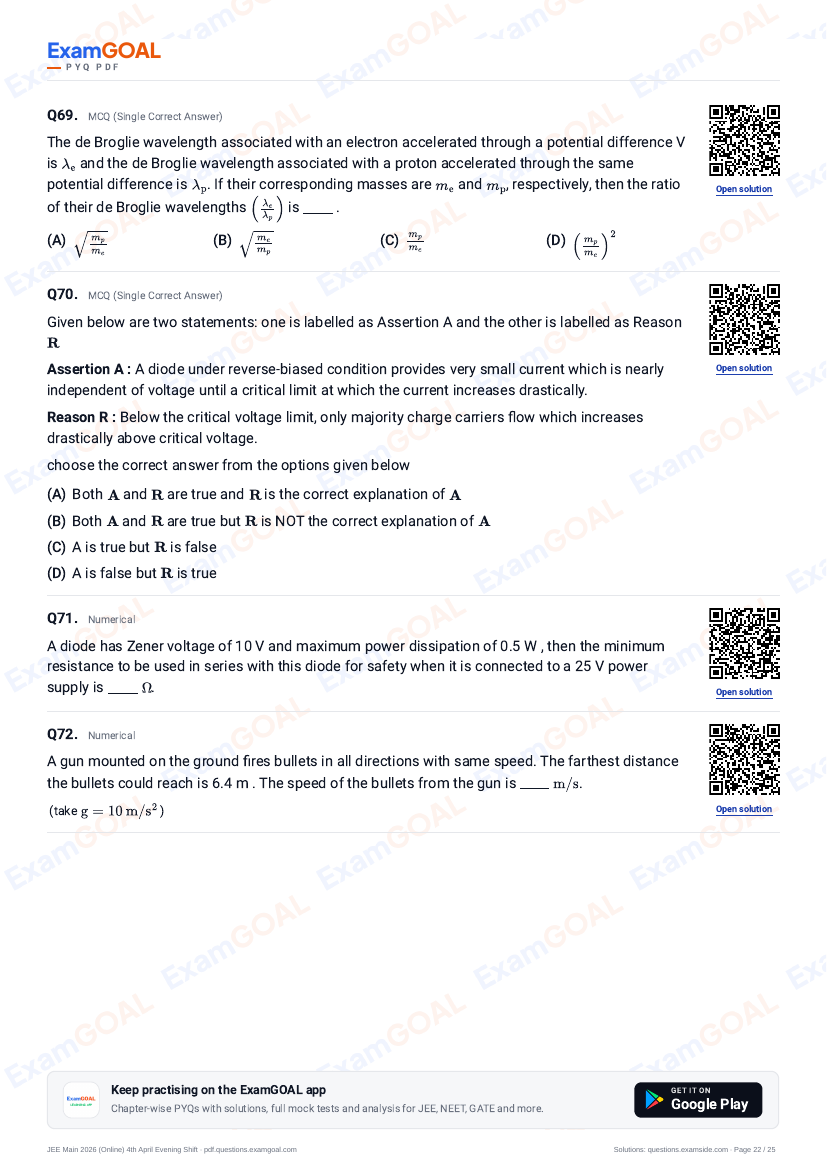 ExamGOAL
PYQ PDF
Q69. MCQ (Single Correct Answer)
The de Broglie wavelength associated with an electron accelerated through a potential difference V
is λₑ and the de Broglie wavelength associated with a proton accelerated through the same
potential difference is λₚ. If their corresponding masses are mₑ and mₚ, respectively, then the ratio
of their de Broglie wavelengths (λₑ/λₚ) is ____ .
(A) √(mₚ/mₑ) (B) √(mₑ/mₚ) (C) mₚ/mₑ (D) (mₚ/mₑ)²
Open solution
Q70. MCQ (Single Correct Answer)
Given below are two statements: one is labelled as Assertion A and the other is labelled as Reason
R
Assertion A : A diode under reverse-biased condition provides very small current which is nearly
independent of voltage until a critical limit at which the current increases drastically.
Reason R : Below the critical voltage limit, only majority charge carriers flow which increases
drastically above critical voltage.
choose the correct answer from the options given below
(A) Both A and R are true and R is the correct explanation of A
(B) Both A and R are true but R is NOT the correct explanation of A
(C) A is true but R is false
(D) A is false but R is true
Open solution
Q71. Numerical
A diode has Zener voltage of 10 V and maximum power dissipation of 0.5 W , then the minimum
resistance to be used in series with this diode for safety when it is connected to a 25 V power
supply is ____ Ω.
Open solution
Q72. Numerical
A gun mounted on the ground fires bullets in all directions with same speed. The farthest distance
the bullets could reach is 6.4 m . The speed of the bullets from the gun is ____ m/s.
(take g = 10 m/s²)
Open solution
Keep practising on the ExamGOAL app
Chapter-wise PYQs with solutions, full mock tests and analysis for JEE, NEET, GATE and more.
ExamGOAL
GET IT ON
Google Play
JEE Main 2026 (Online) 4th April Evening Shift · pdf.questions.examgoal.com
Solutions: questions.examside.com · Page 22 / 25